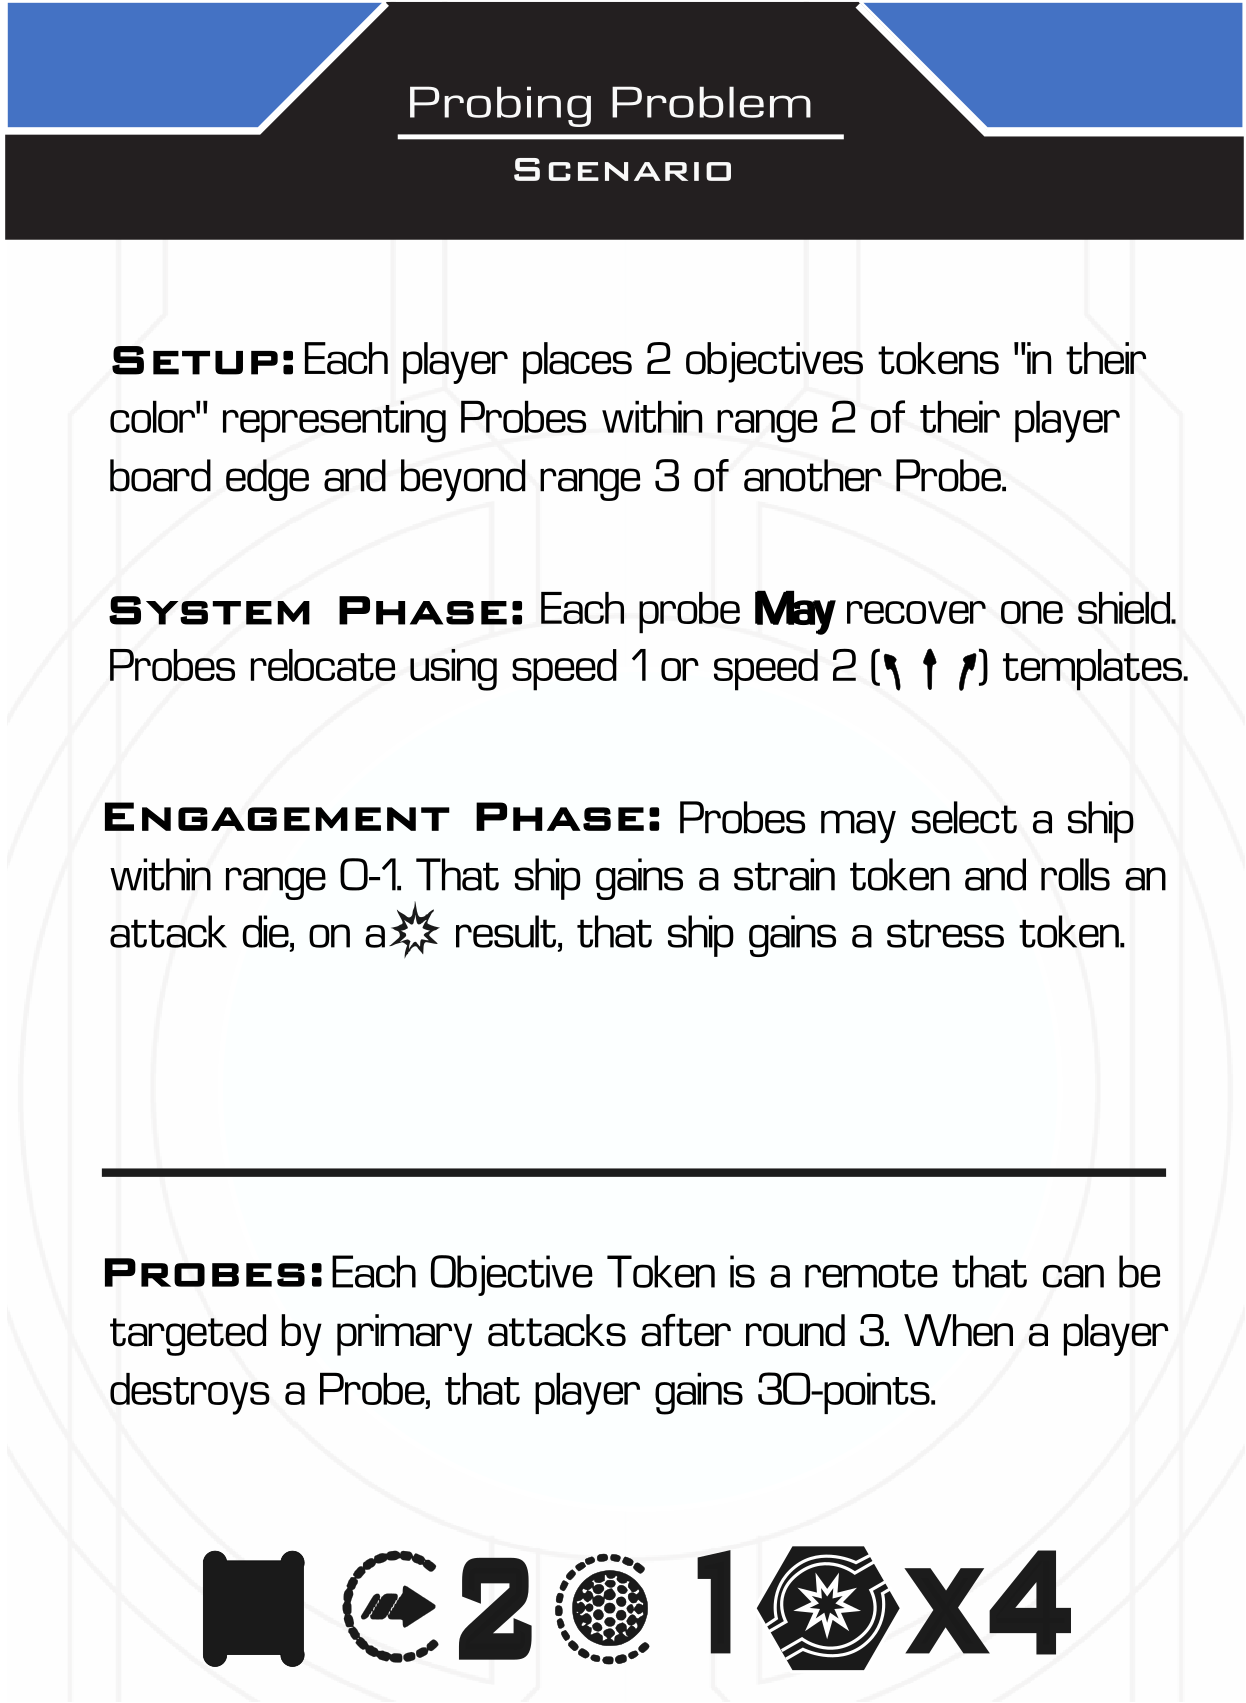 Probing Problem
SCENARIO
SETUP: Each player places 2 objectives tokens "in their
color" representing Probes within range 2 of their player
board edge and beyond range 3 of another Probe.
SYSTEM PHASE: Each probe May recover one shield.
Probes relocate using speed 1 or speed 2 ( ) templates.
ENGAGEMENT PHASE: Probes may select a ship
within range 0-1. That ship gains a strain token and rolls an
attack die, on a result, that ship gains a stress token.
PROBES: Each Objective Token is a remote that can be
targeted by primary attacks after round 3. When a player
destroys a Probe, that player gains 30-points.
2 1 x4